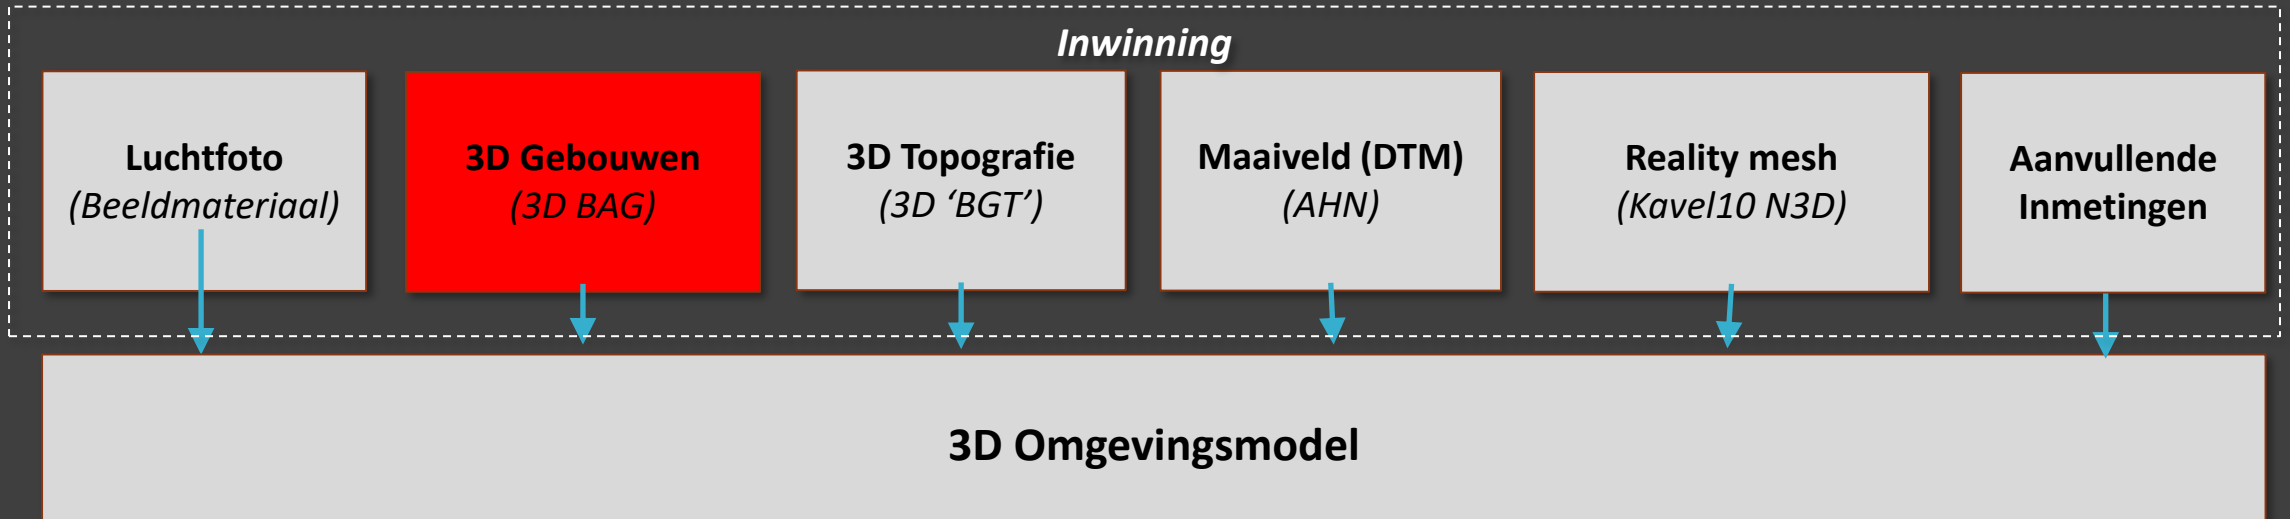 Inwinning
Luchtfoto
(Beeldmateriaal)
3D Gebouwen
(3D BAG)
3D Topografie
(3D ‘BGT’)
Maaiveld (DTM)
(AHN)
Reality mesh
(Kavel10 N3D)
Aanvullende
Inmetingen
3D Omgevingsmodel